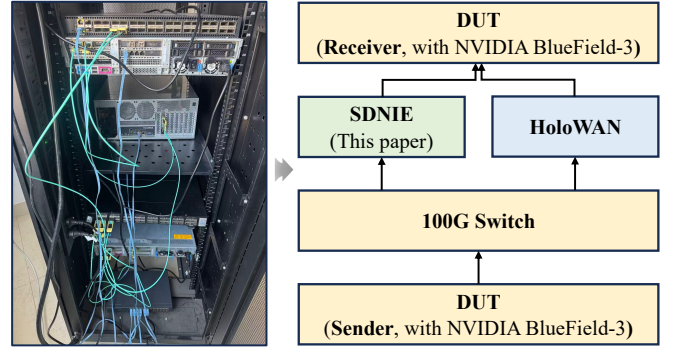 DUT
(Receiver, with NVIDIA BlueField-3)
SDNIE
(This paper)
HoloWAN
100G Switch
DUT
(Sender, with NVIDIA BlueField-3)